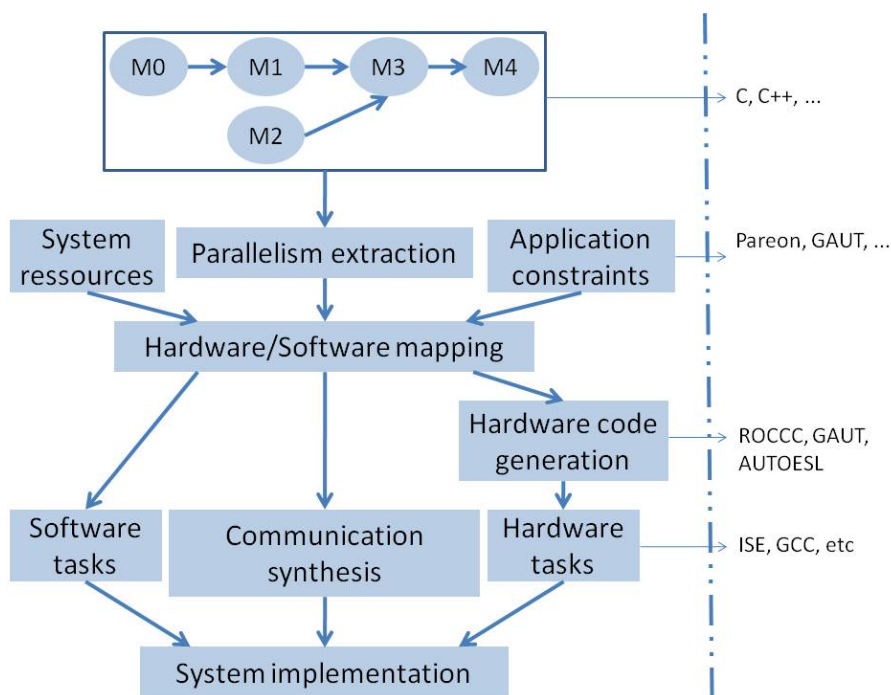 M0
M1
M3
M4
M2
C, C++, ...
System
ressources
Parallelism extraction
Application
constraints
Pareon, GAUT, ...
Hardware/Software mapping
Hardware code
generation
ROCCC, GAUT,
AUTOESL
Software
tasks
Communication
synthesis
Hardware
tasks
ISE, GCC, etc
System implementation